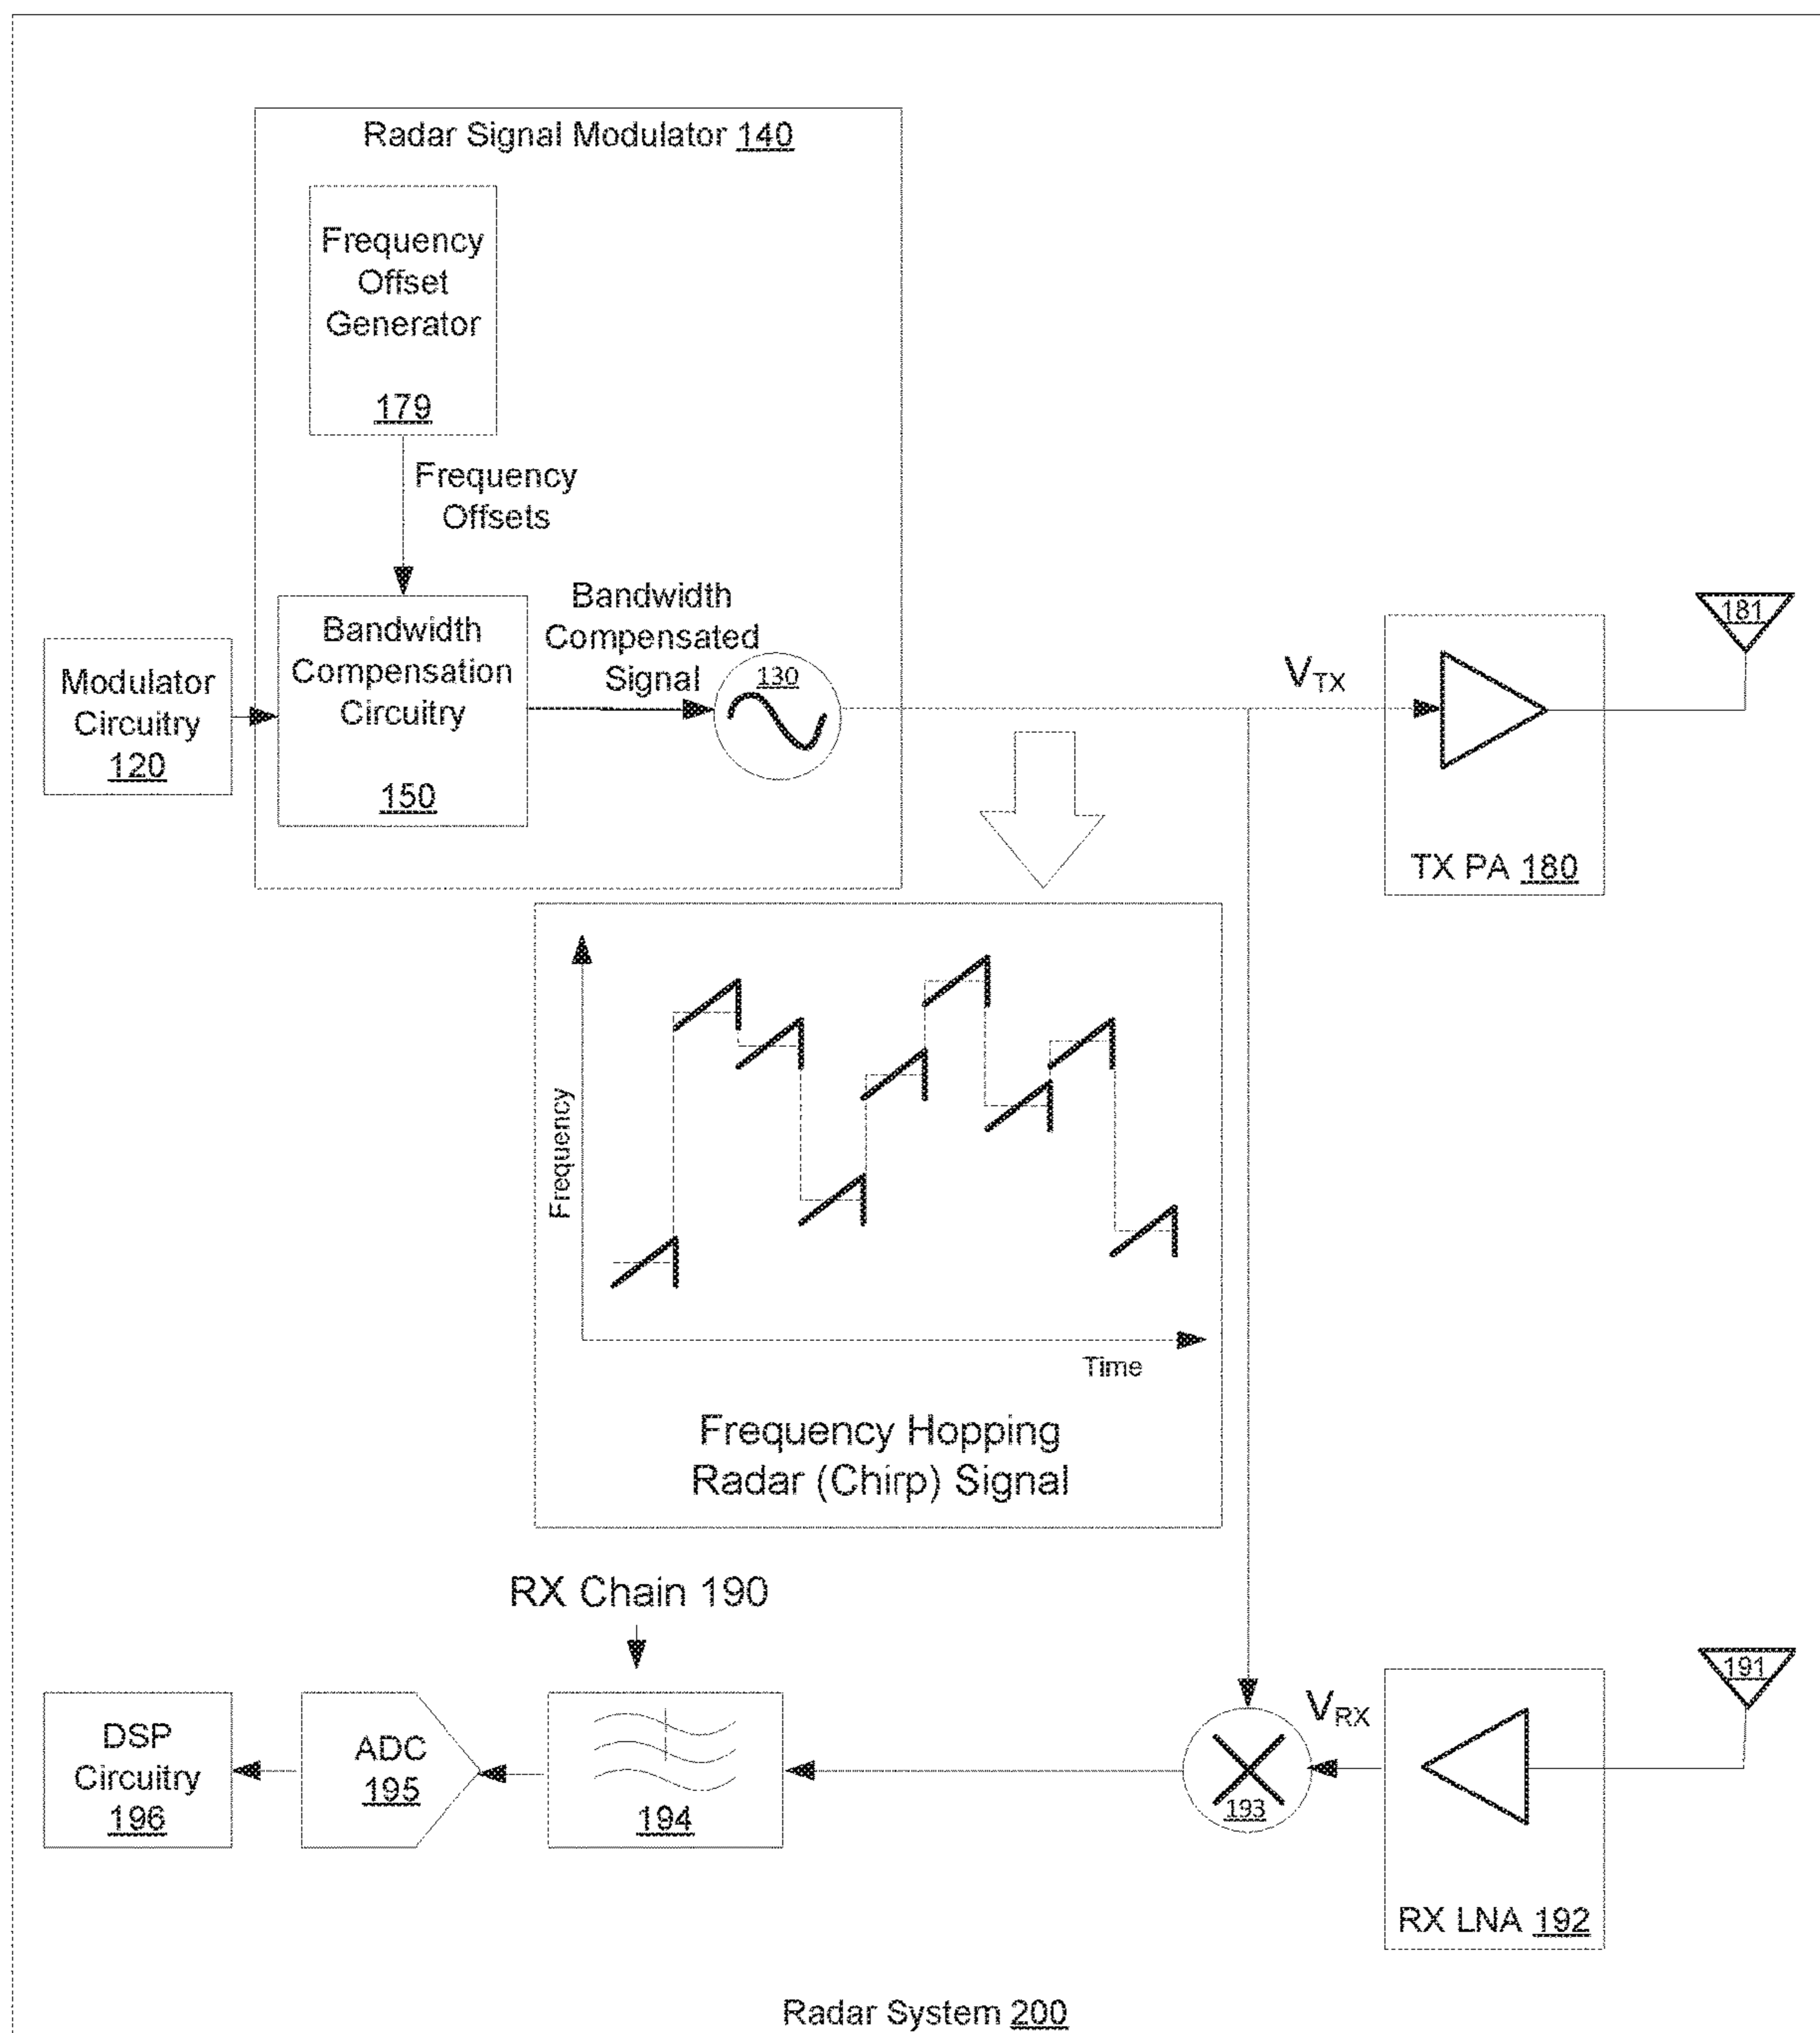 Radar Signal Modulator 140
Frequency
Offset
Generator
179
Frequency
Offsets
Bandwidth
Compensated
Signal
Modulator
Circuitry
120
Bandwidth
Compensation
Circuitry
150
130
VTX
181
TX PA 180
Frequency
Time
Frequency Hopping
Radar (Chirp) Signal
RX Chain 190
DSP
Circuitry
196
ADC
195
194
193
VRX
191
RX LNA 192
Radar System 200